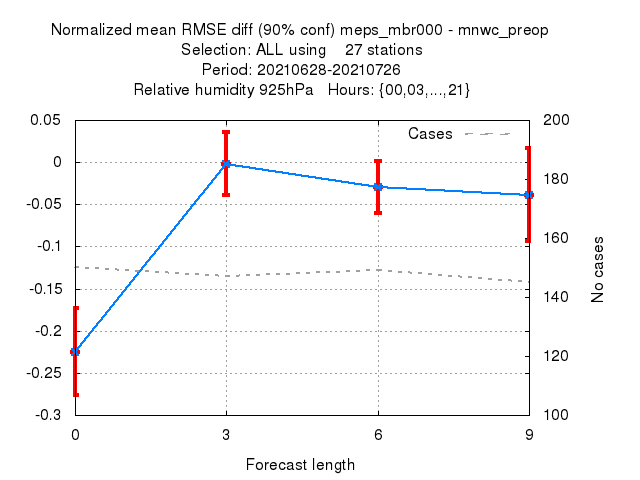 Normalized mean RMSE diff (90% conf) meps_mbr000 - mnwc_preop
Selection: ALL using    27 stations
Period: 20210628-20210726
Relative humidity 925hPa   Hours: {00,03,...,21}
Cases
0.05
0
-0.05
-0.1
-0.15
-0.2
-0.25
-0.3
200
180
160
140
120
100
No cases
0
3
6
9
Forecast length